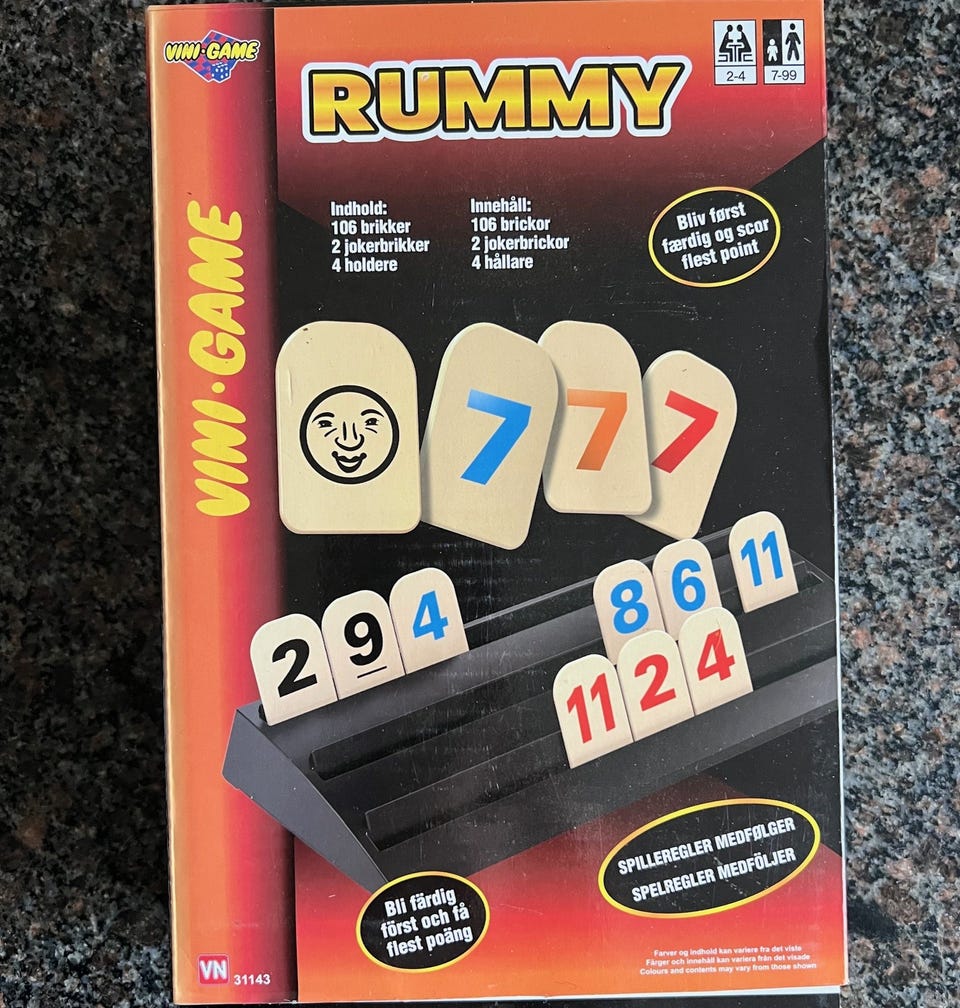 VINI·GAME
RUMMY
2-4
7-99
Indhold:
106 brikker
2 jokerbrikker
4 holdere
Innehåll:
106 brickor
2 jokerbrickor
4 hållare
Bliv først
færdig og scor
flest point
VINI·GAME
7
7
7
2
9
4
8
6
11
11
2
4
SPILLEREGLER MEDFØLGER
SPELREGLER MEDFÖLJER
Bli färdig
först och få
flest poäng
Farver og indhold kan variere fra det viste
Färger och innehåll kan variera från det visade
Colours and contents may vary from those shown
VN 31143